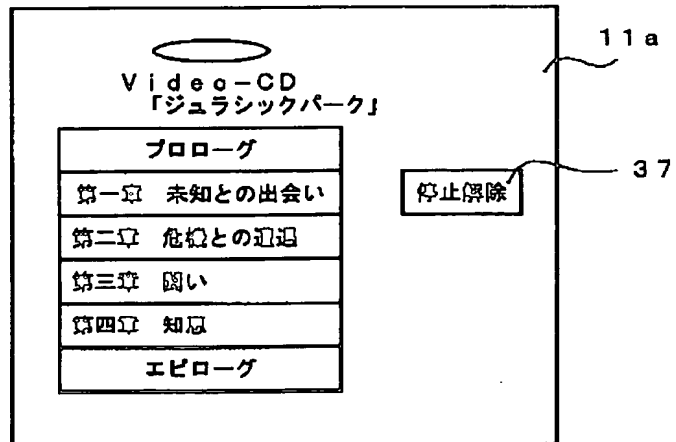 11a
Video-CD
「ジュラシックパーク」
プロローグ
第一章 未知との出会い
停止解除
37
第二章 危機との遭遇
第三章 闘い
第四章 知恵
エピローグ